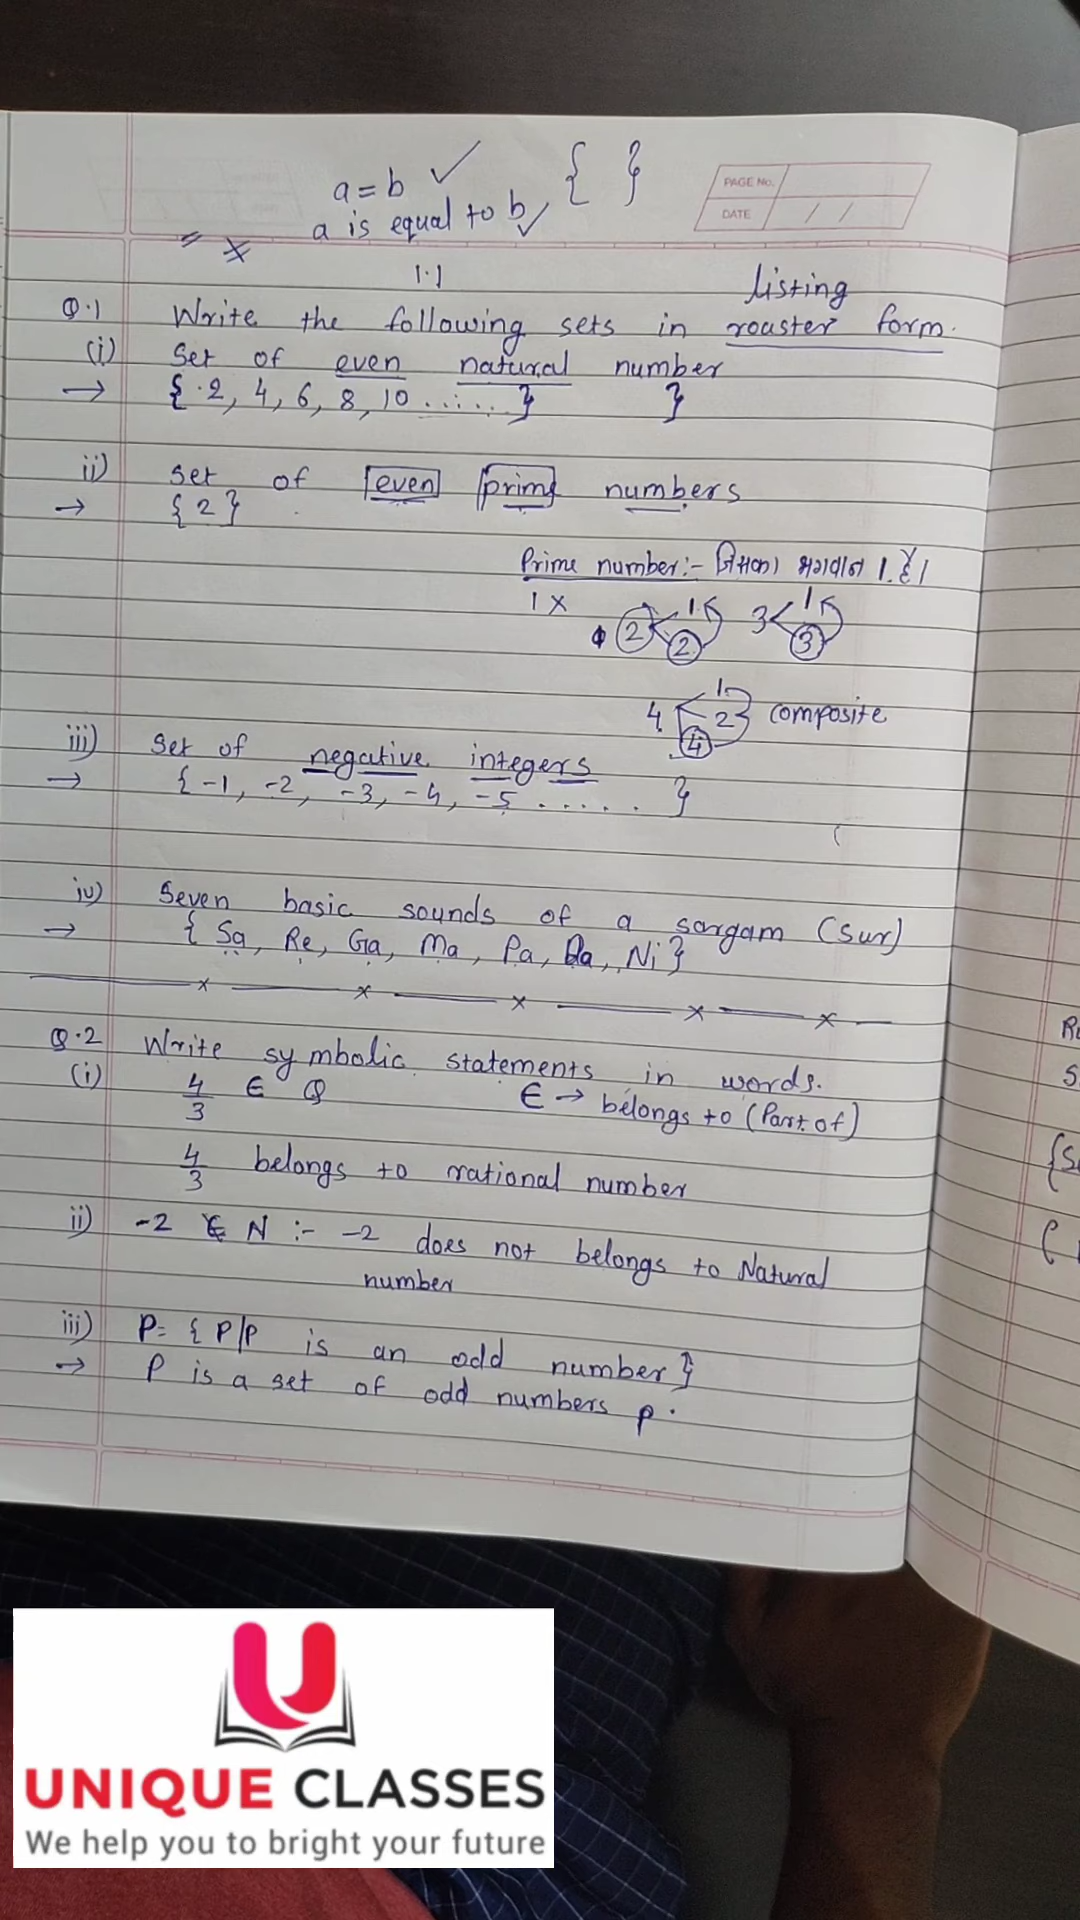 a = b ✓ { }
a is equal to b ✓
PAGE No.
DATE / /
= ×
1.1
listing
Q.1 Write the following sets in roaster form.
(i) Set of even natural number
→ { 2, 4, 6, 8, 10 ...... } }
ii) Set of even prime numbers
→ { 2 }
Prime number :-
1 ×
2 1 2 3 1 3
4 1 2 4 composite
iii) Set of negative integers
→ { -1, -2, -3, -4, -5 ...... }
iv) Seven basic sounds of a sargam (Sur)
→ { Sa, Re, Ga, Ma, Pa, Da, Ni }
Q.2 Write symbolic statements in words.
(i) 4/3 ∈ Q ∈ → belongs to (Part of)
4/3 belongs to rational number
ii) -2 ∉ N :- -2 does not belongs to Natural
number
iii) P = { P/P is an odd number }
→ P is a set of odd numbers p.
UNIQUE CLASSES
We help you to bright your future